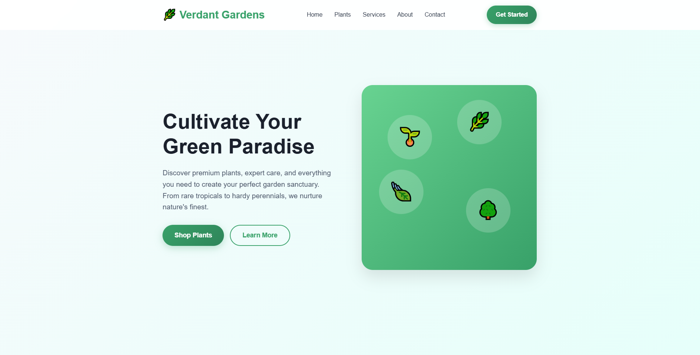 Verdant Gardens
Home
Plants
Services
About
Contact
Get Started
Cultivate Your
Green Paradise
Discover premium plants, expert care, and everything
you need to create your perfect garden sanctuary.
From rare tropicals to hardy perennials, we nurture
nature's finest.
Shop Plants
Learn More